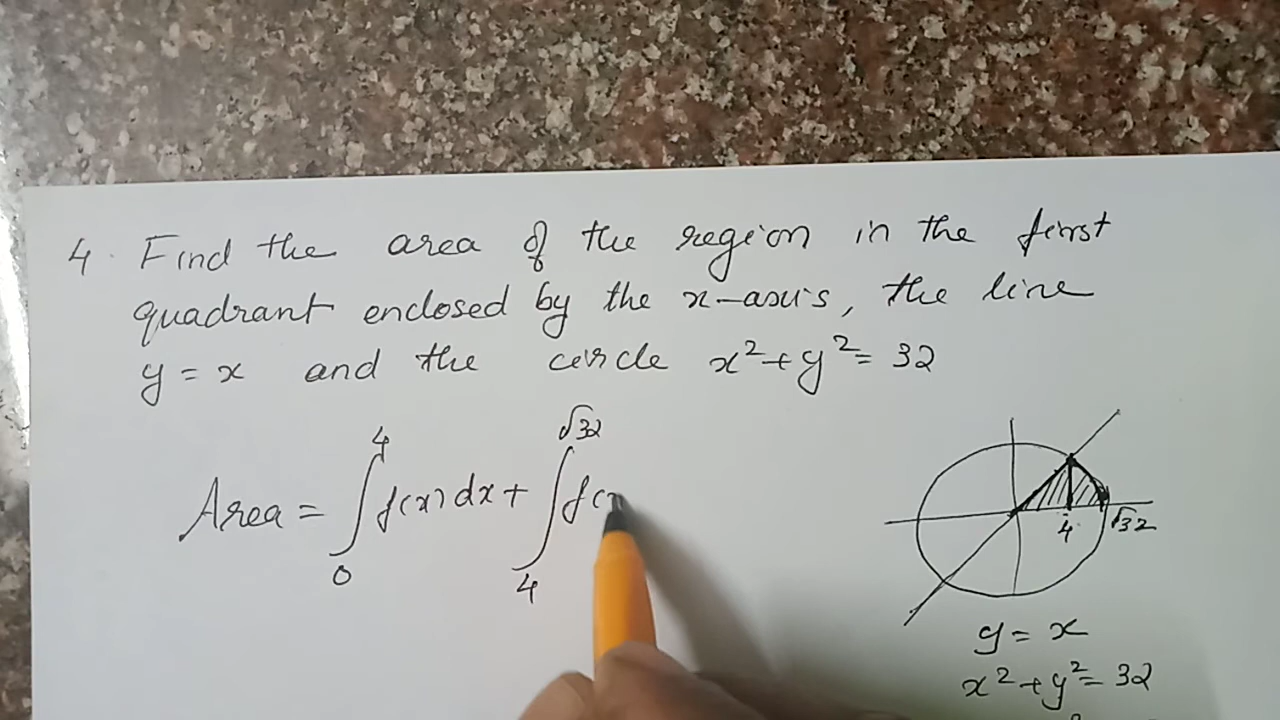 4. Find the area of the region in the first
quadrant enclosed by the x-axis, the line
y = x and the circle x² + y² = 32
Area = ∫₀⁴ f(x) dx + ∫₄^√32 f(x
4 √32
y = x
x² + y² = 32